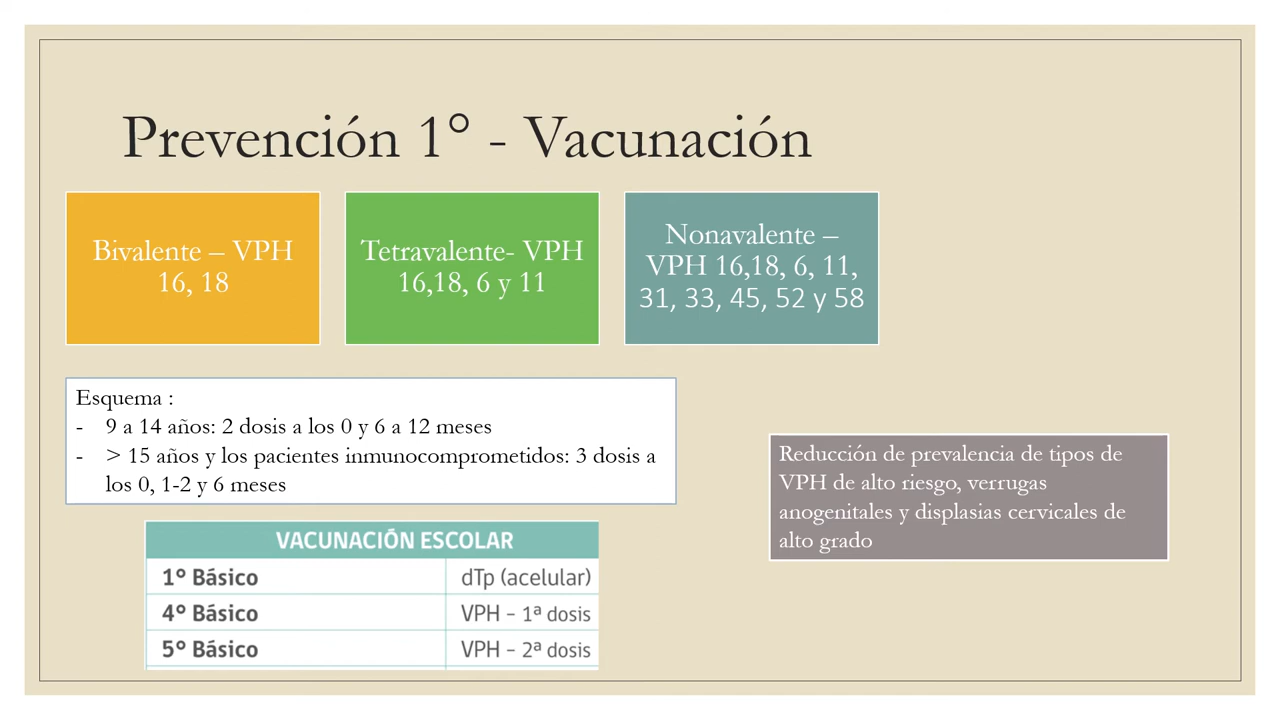 Prevención 1° - Vacunación
Bivalente – VPH
16, 18
Tetravalente- VPH
16,18, 6 y 11
Nonavalente –
VPH 16,18, 6, 11,
31, 33, 45, 52 y 58
Esquema :
- 9 a 14 años: 2 dosis a los 0 y 6 a 12 meses
- > 15 años y los pacientes inmunocomprometidos: 3 dosis a
los 0, 1-2 y 6 meses
Reducción de prevalencia de tipos de
VPH de alto riesgo, verrugas
anogenitales y displasias cervicales de
alto grado
VACUNACIÓN ESCOLAR
1° Básico dTp (acelular)
4° Básico VPH – 1ª dosis
5° Básico VPH – 2ª dosis